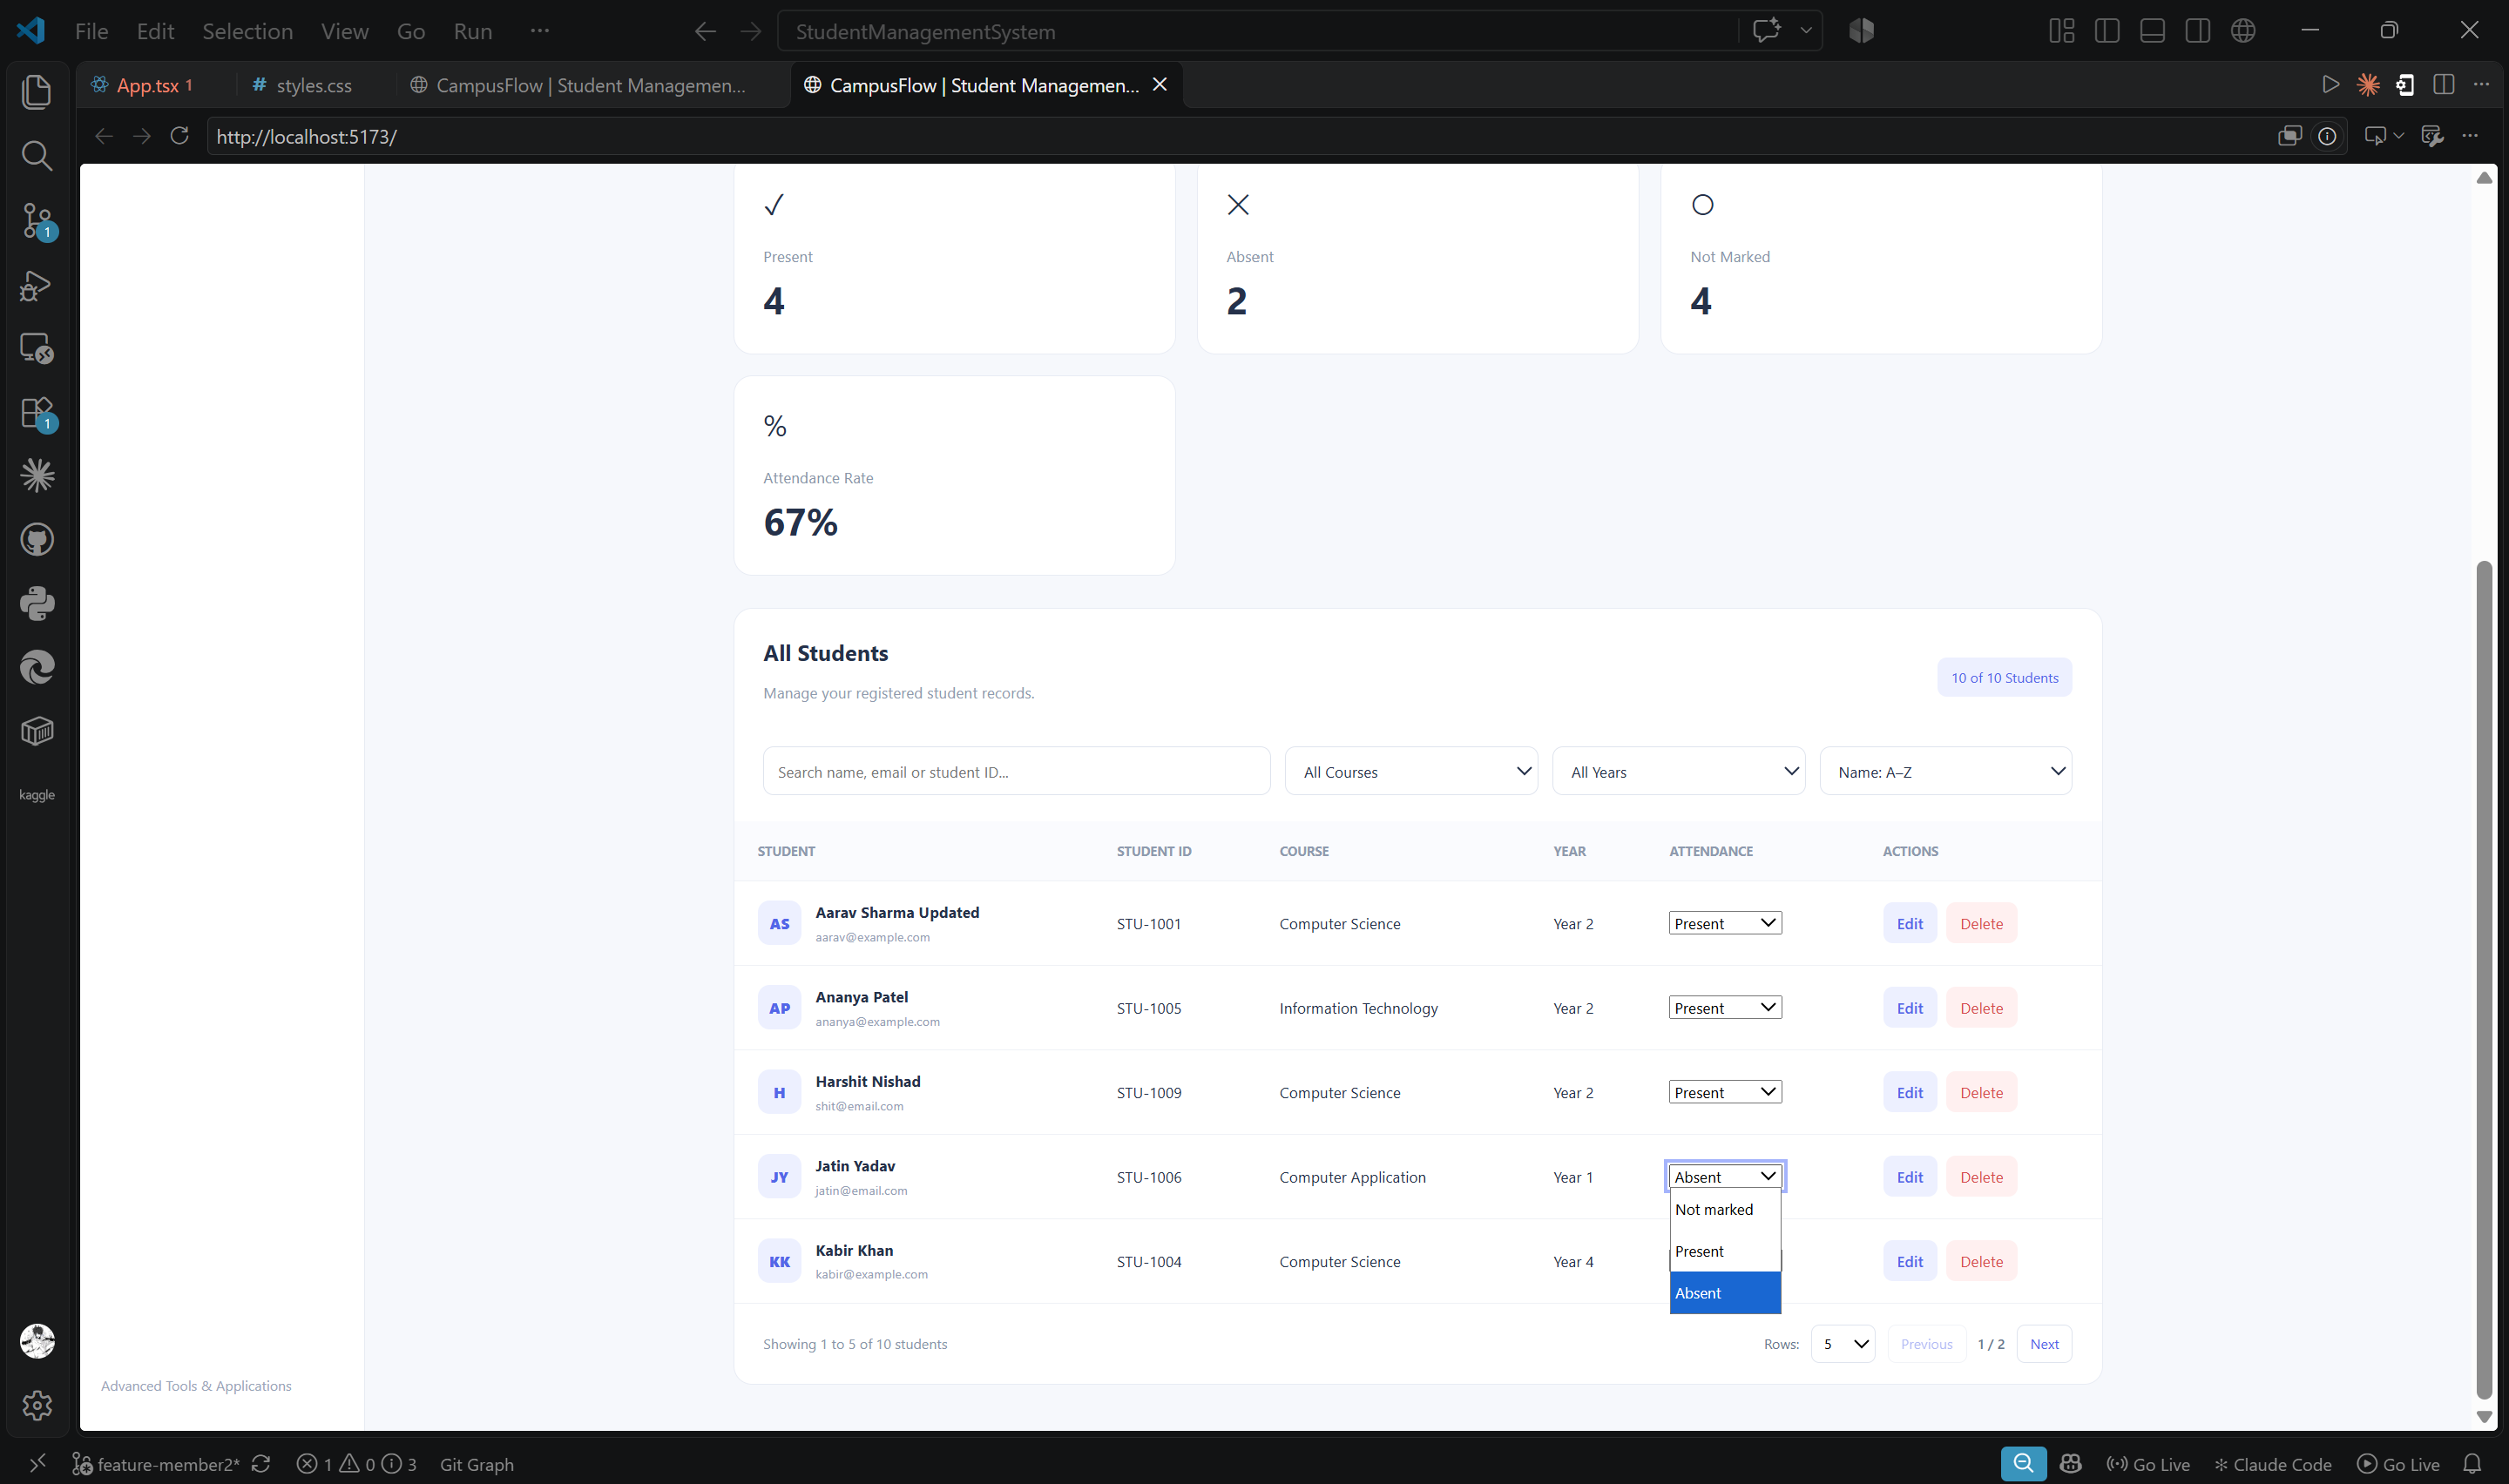 File Edit Selection View Go Run ···
StudentManagementSystem
App.tsx 1
# styles.css
CampusFlow | Student Managemen...
CampusFlow | Student Managemen...
http://localhost:5173/
1
1
kaggle
✓
Present
4
Absent
2
Not Marked
4
%
Attendance Rate
67%
All Students
Manage your registered student records.
10 of 10 Students
Search name, email or student ID...
All Courses
All Years
Name: A–Z
STUDENT STUDENT ID COURSE YEAR ATTENDANCE ACTIONS
AS Aarav Sharma Updated
aarav@example.com
STU-1001 Computer Science Year 2 Present Edit Delete
AP Ananya Patel
ananya@example.com
STU-1005 Information Technology Year 2 Present Edit Delete
H Harshit Nishad
shit@email.com
STU-1009 Computer Science Year 2 Present Edit Delete
JY Jatin Yadav
jatin@email.com
STU-1006 Computer Application Year 1 Absent Edit Delete
Not marked
Present
Absent
KK Kabir Khan
kabir@example.com
STU-1004 Computer Science Year 4 Edit Delete
Showing 1 to 5 of 10 students
Rows: 5 Previous 1 / 2 Next
Advanced Tools & Applications
feature-member2* 1 0 3 Git Graph
Go Live Claude Code Go Live